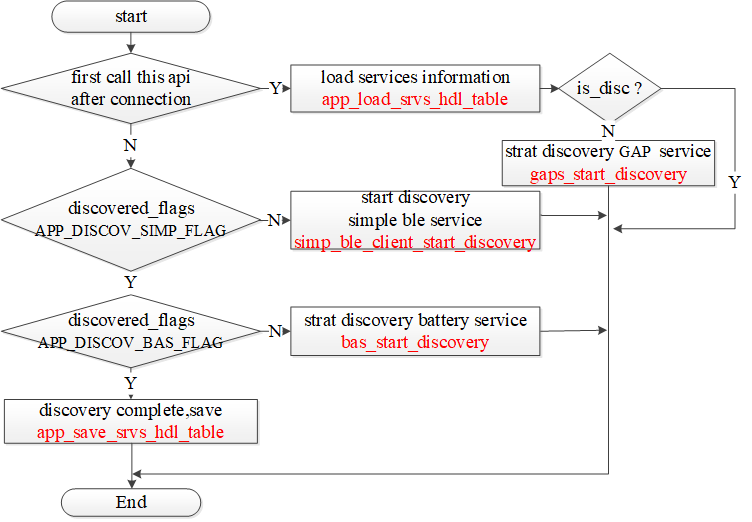 start
first call this api
after connection
Y
load services information
app_load_srvs_hdl_table
is_disc ?
N
N
strat discovery GAP service
gaps_start_discovery
Y
discovered_flags
APP_DISCOV_SIMP_FLAG
N
start discovery
simple ble service
simp_ble_client_start_discovery
Y
discovered_flags
APP_DISCOV_BAS_FLAG
N
strat discovery battery service
bas_start_discovery
Y
discovery complete,save
app_save_srvs_hdl_table
End